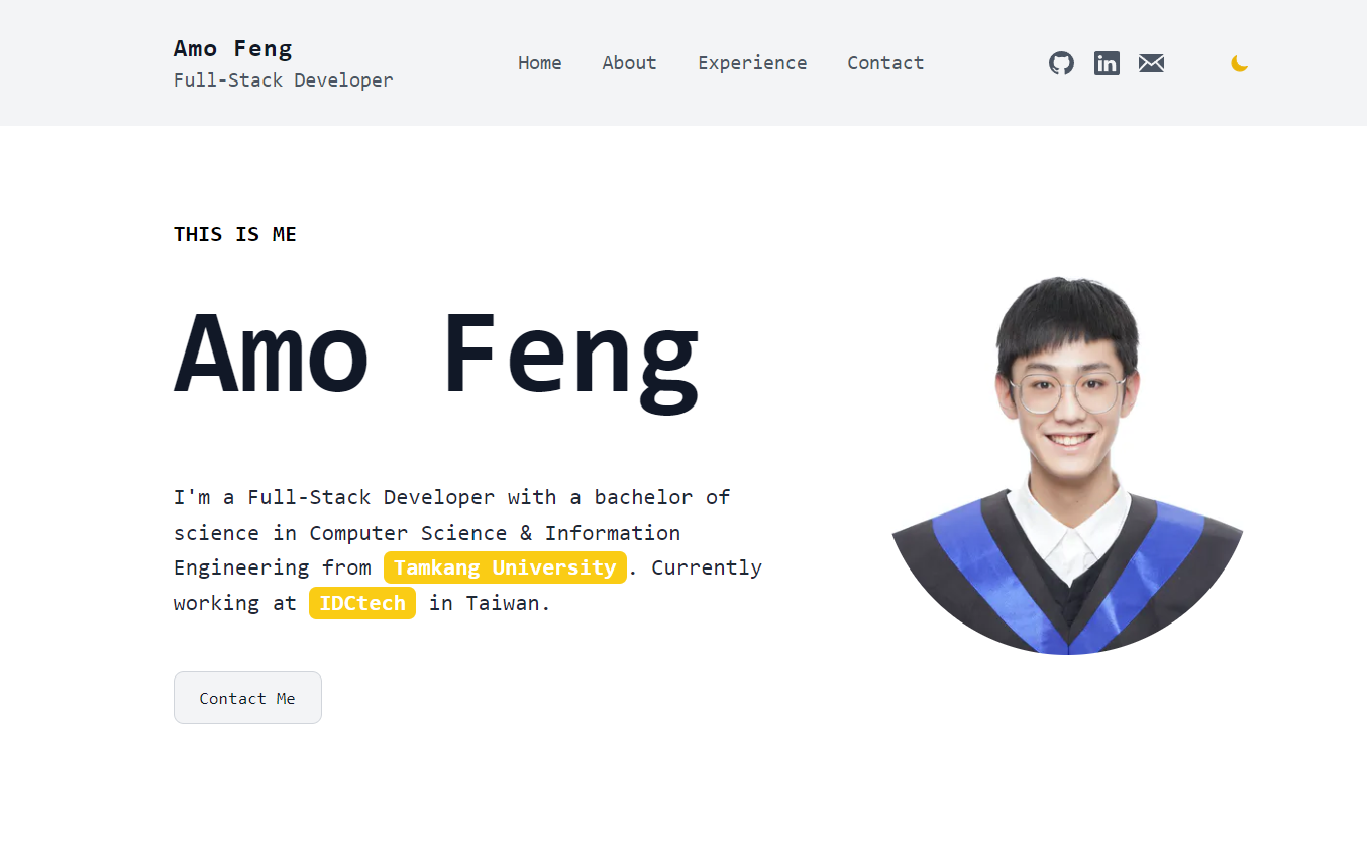 Amo Feng
Full-Stack Developer
Home About Experience Contact
THIS IS ME
Amo Feng
I'm a Full-Stack Developer with a bachelor of
science in Computer Science & Information
Engineering from Tamkang University. Currently
working at IDCtech in Taiwan.
Contact Me